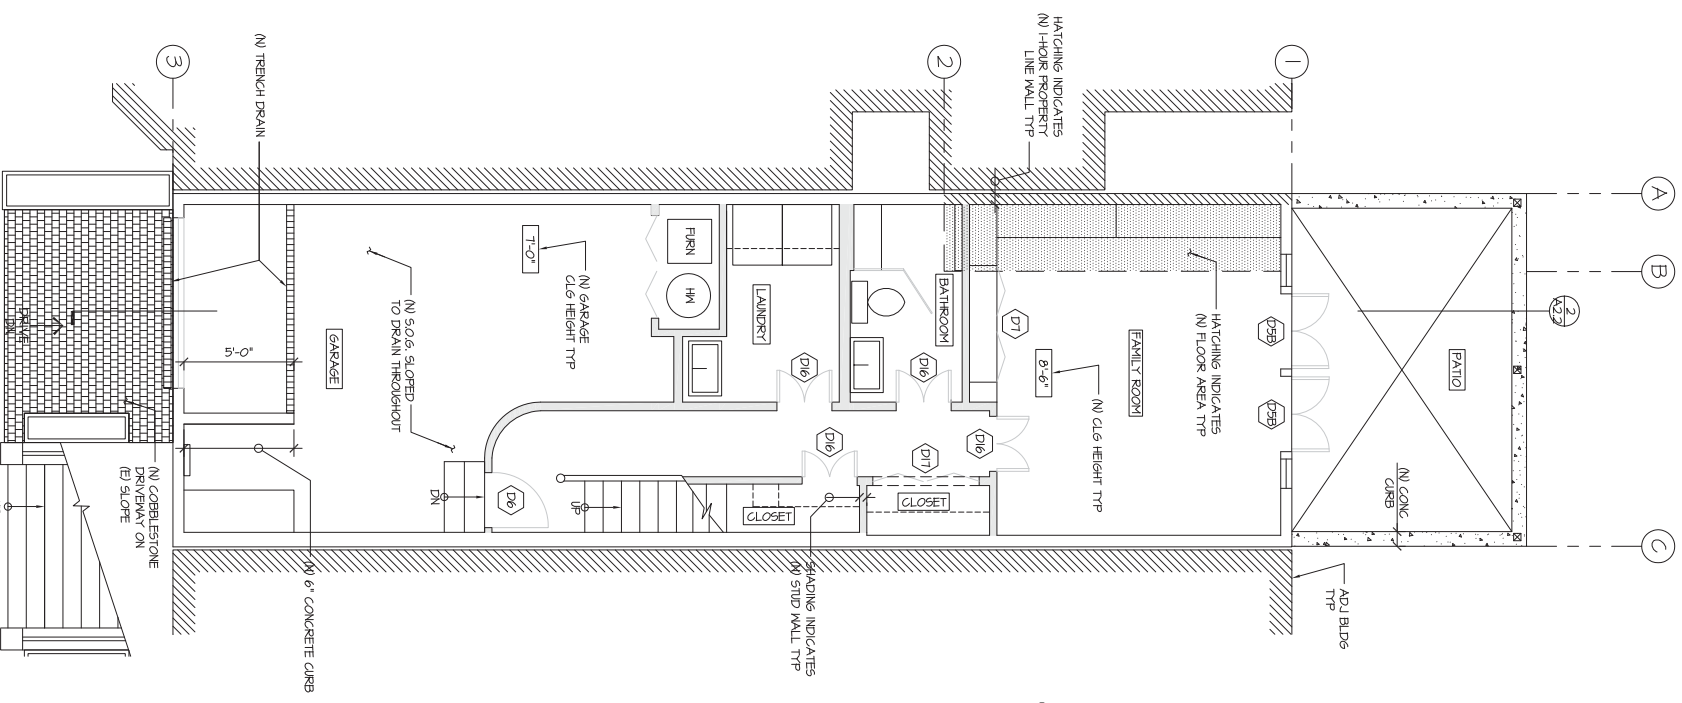 A
B
C
1
2
3
HATCHING INDICATES
(N) 1-HOUR PROPERTY
LINE WALL TYP
(N) TRENCH DRAIN
2
A2.2
PATIO
D5B
D5B
(N) CONC
CURB
HATCHING INDICATES
(N) FLOOR AREA TYP
FAMILY ROOM
(N) CLG HEIGHT TYP
8'-6"
D7
BATHROOM
D16
D16
D17
CLOSET
LAUNDRY
D16
D16
CLOSET
FURN
HW
(N) GARAGE
CLG HEIGHT TYP
7'-0"
UP
D6
DN
(N) S.O.G. SLOPED
TO DRAIN THROUGHOUT
GARAGE
5'-0"
DRIVE
DN
ADJ BLDG
TYP
SHADING INDICATES
(N) STUD WALL TYP
(N) 6" CONCRETE CURB
(N) COBBLESTONE
DRIVEWAY ON
(E) SLOPE